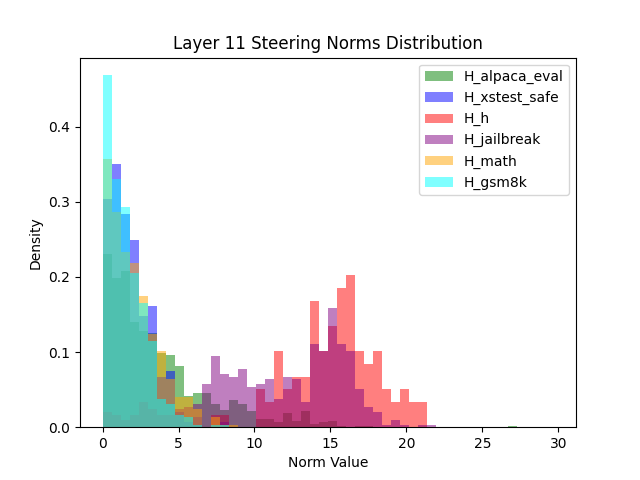 Layer 11 Steering Norms Distribution
H_alpaca_eval
H_xstest_safe
H_h
H_jailbreak
H_math
H_gsm8k
Density
0.4
0.3
0.2
0.1
0.0
0 5 10 15 20 25 30
Norm Value